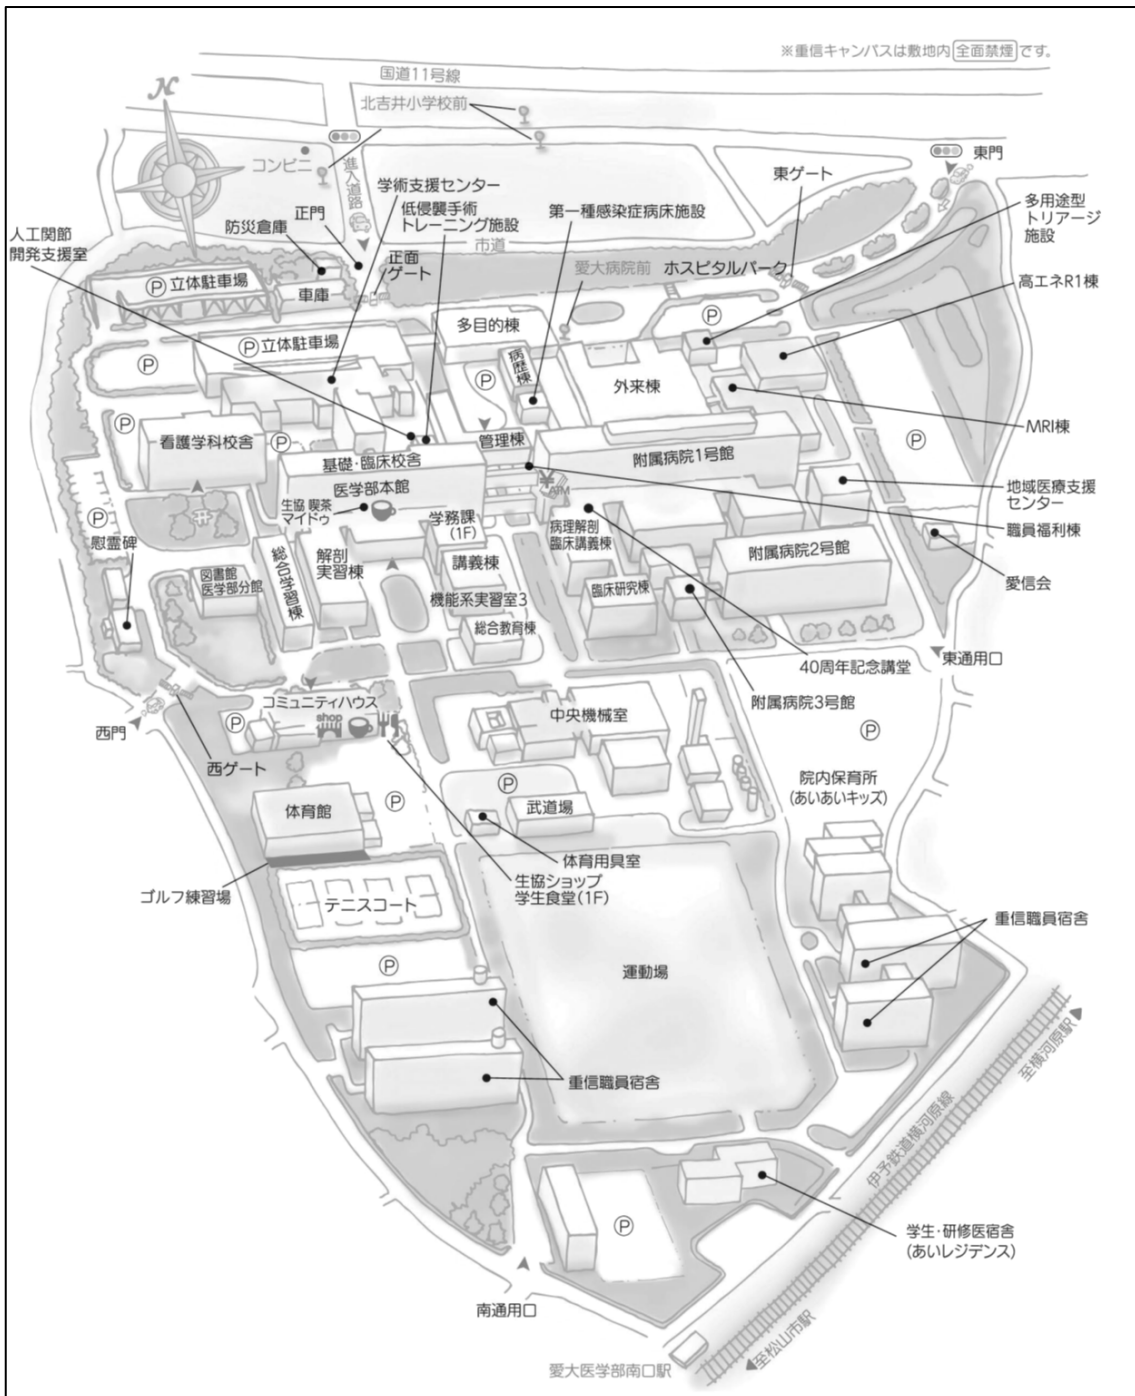 ※重信キャンパスは敷地内全面禁煙です。
国道11号線
北吉井小学校前
N
コンビニ
進入道路
東門
東ゲート
学術支援センター
低侵襲手術
トレーニング施設
第一種感染症病床施設
多用途型
トリアージ
施設
正門
防災倉庫
人工関節
開発支援室
市道
正面
ゲート
愛大病院前
ホスピタルパーク
高エネR1棟
P 立体駐車場
車庫
多目的棟
P
P 立体駐車場
P
病歴棟
P
外来棟
MRI棟
P
看護学科校舎
P
管理棟
基礎・臨床校舎
附属病院1号館
P
医学部本館
ATM
地域医療支援
センター
生協 喫茶
マイドゥ
P
学務課
(1F)
病理解剖
臨床講義棟
職員福利棟
慰霊碑
総合学習棟
解剖
実習棟
講義棟
附属病院2号館
愛信会
図書館
医学部分館
機能系実習室3
臨床研究棟
総合教育棟
40周年記念講堂
東通用口
附属病院3号館
コミュニティハウス
shop
P
中央機械室
西門
西ゲート
P
院内保育所
(あいあいキッズ)
P
体育館
P
武道場
体育用具室
生協ショップ
学生食堂(1F)
ゴルフ練習場
テニスコート
重信職員宿舎
P
運動場
重信職員宿舎
至横河原駅
伊予鉄道横河原線
P
学生・研修医宿舎
(あいレジデンス)
南通用口
至松山市駅
愛大医学部南口駅